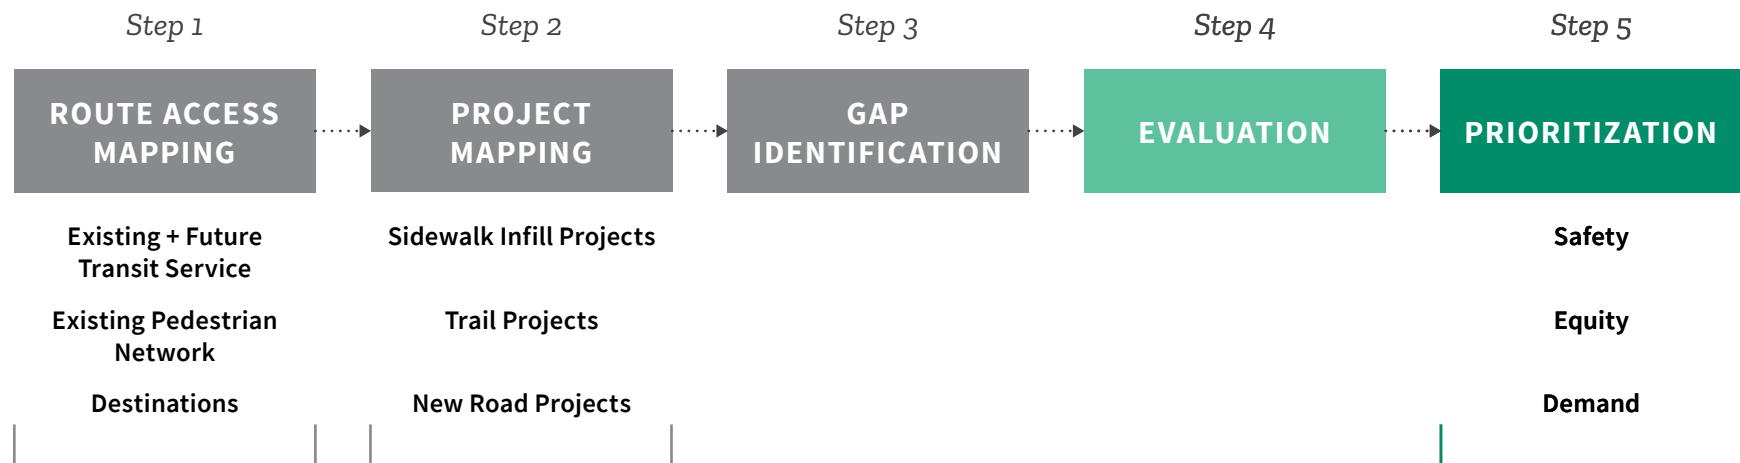 Step 1
Step 2
Step 3
Step 4
Step 5
ROUTE ACCESS
MAPPING
PROJECT
MAPPING
GAP
IDENTIFICATION
EVALUATION
PRIORITIZATION
Existing + Future
Transit Service
Existing Pedestrian
Network
Destinations
Sidewalk Infill Projects
Trail Projects
New Road Projects
Safety
Equity
Demand